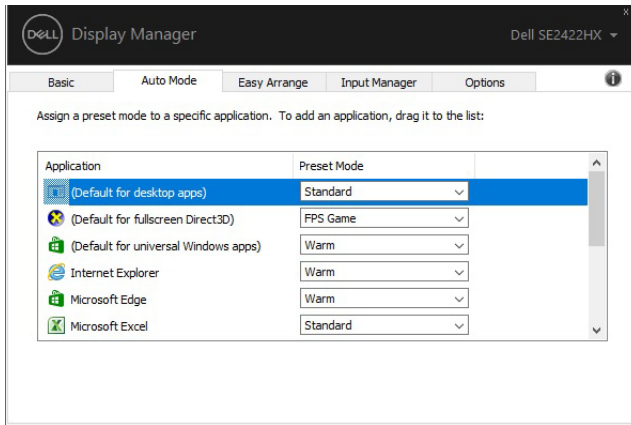 x
DELL Display Manager Dell SE2422HX
Basic Auto Mode Easy Arrange Input Manager Options
Assign a preset mode to a specific application. To add an application, drag it to the list:
Application Preset Mode
(Default for desktop apps) Standard
(Default for fullscreen Direct3D) FPS Game
(Default for universal Windows apps) Warm
Internet Explorer Warm
Microsoft Edge Warm
Microsoft Excel Standard